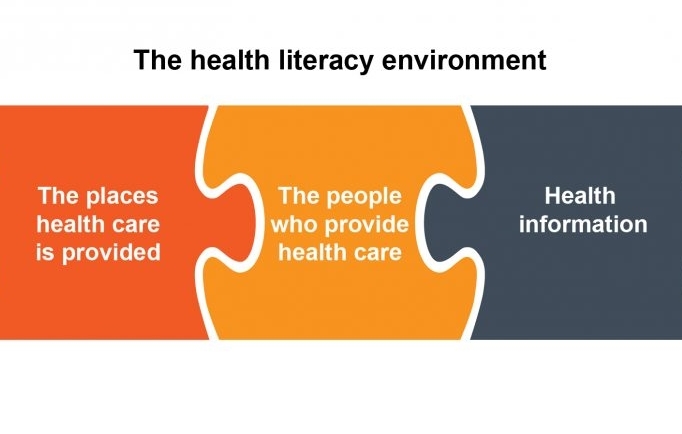 The health literacy environment
The places
health care
is provided
The people
who provide
health care
Health
information